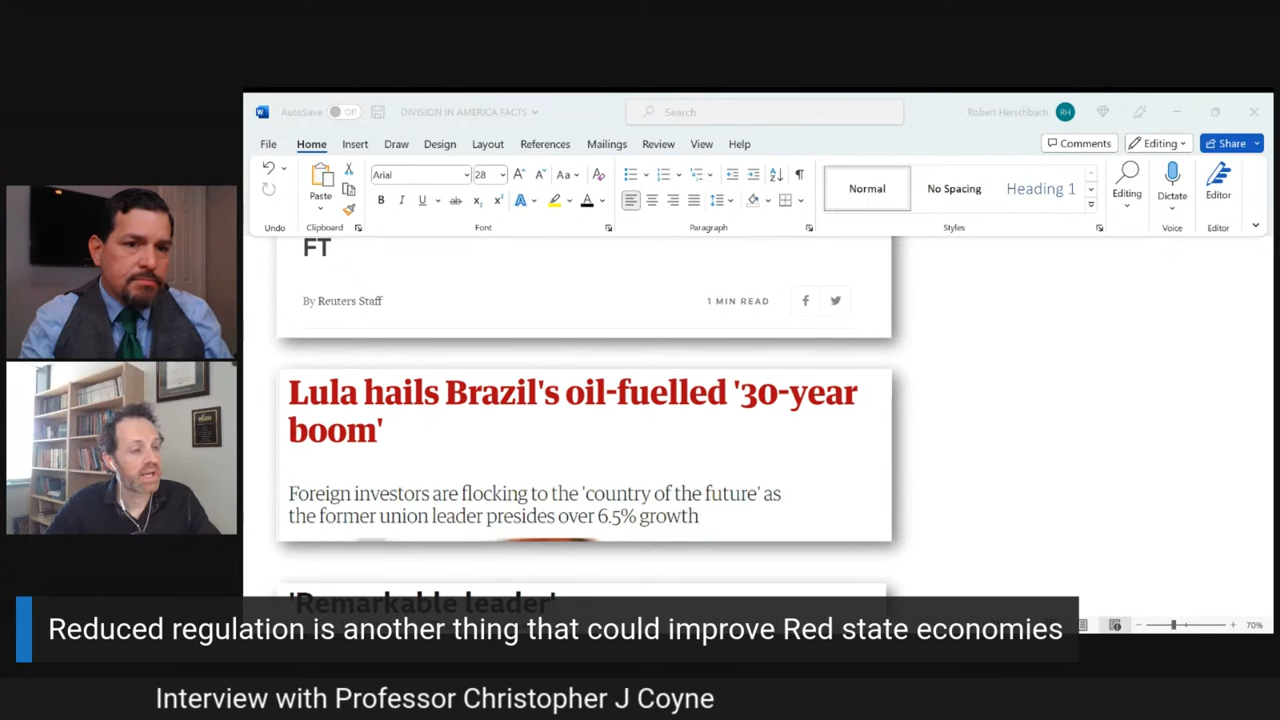 AutoSave Off DIVISION IN AMERICA FACTS Search Robert Herschbach RH
File Home Insert Draw Design Layout References Mailings Review View Help Comments Editing Share
Paste Arial 28 Aa Normal No Spacing Heading 1 Editing Dictate Editor
Undo Clipboard Font Paragraph Styles Voice Editor
FT
By Reuters Staff 1 MIN READ
Lula hails Brazil's oil-fuelled '30-year
boom'
Foreign investors are flocking to the 'country of the future' as
the former union leader presides over 6.5% growth
'Remarkable leader'
70%
Reduced regulation is another thing that could improve Red state economies
Interview with Professor Christopher J Coyne